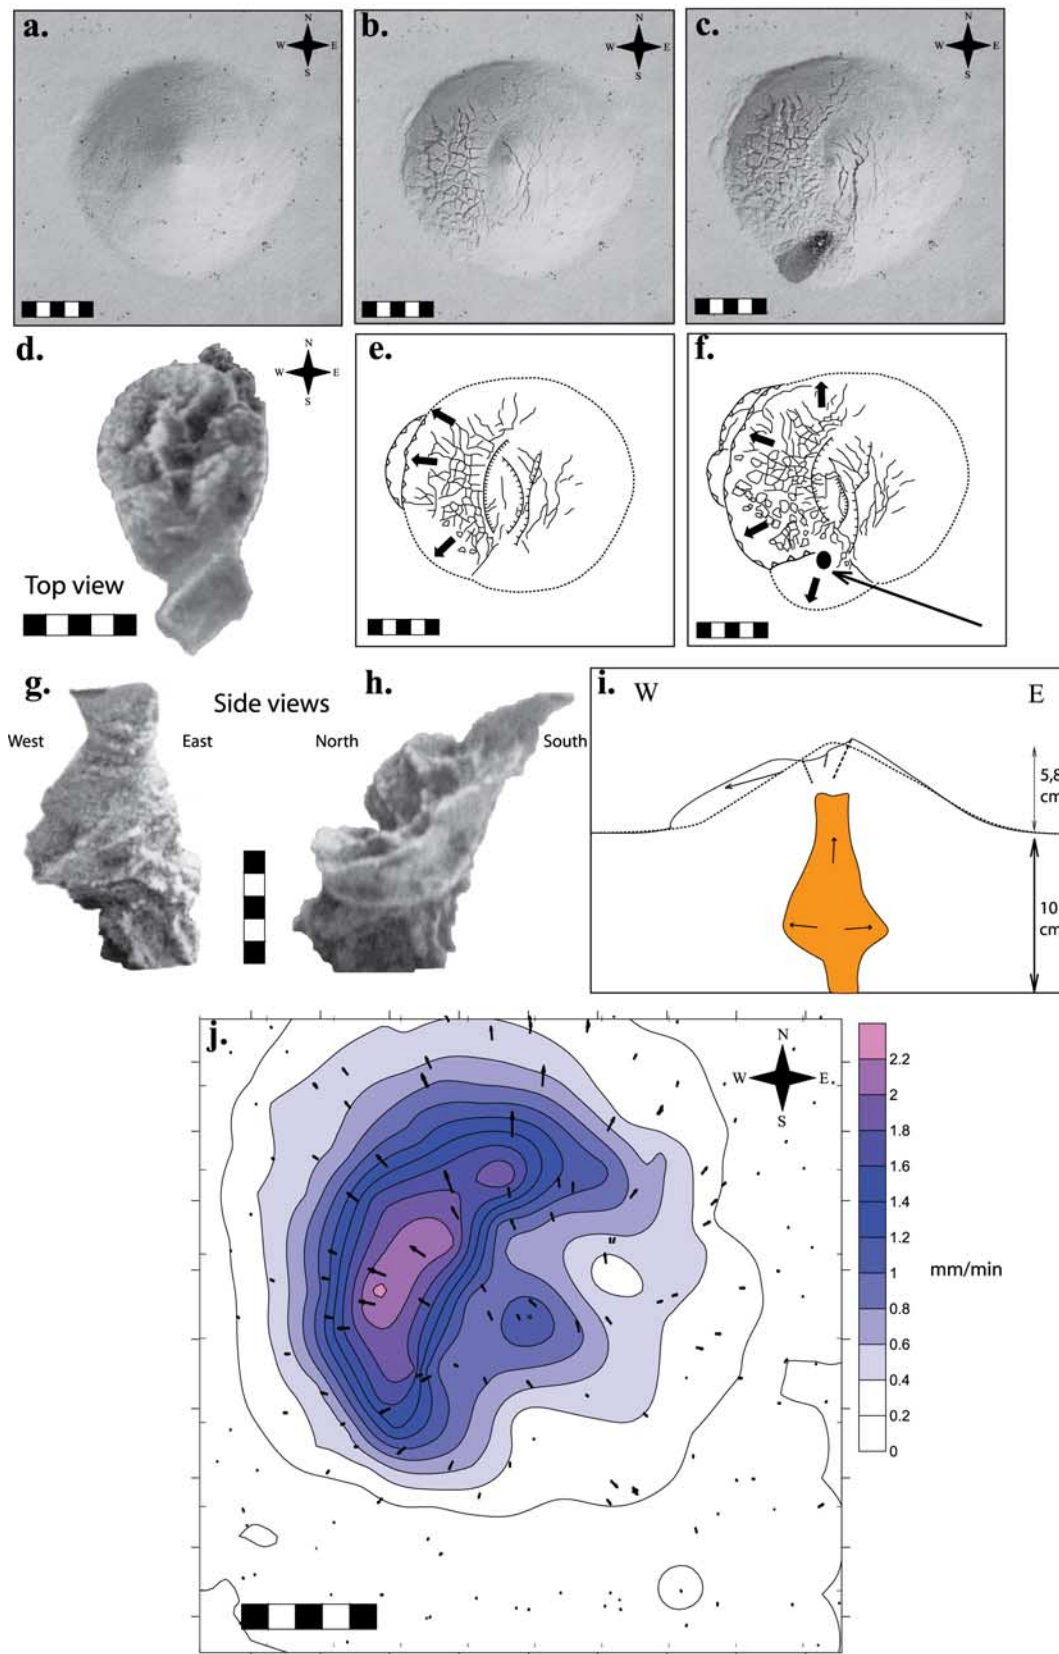 a.
N
W E
S
b.
N
W E
S
c.
N
W E
S
d.
N
W E
S
Top view
e.
f.
g.
Side views
West East
h.
North South
i.
W E
5,8
cm
10
cm
j.
N
W E
S
2.2
2
1.8
1.6
1.4
1.2
1
0.8
0.6
0.4
0.2
0
mm/min